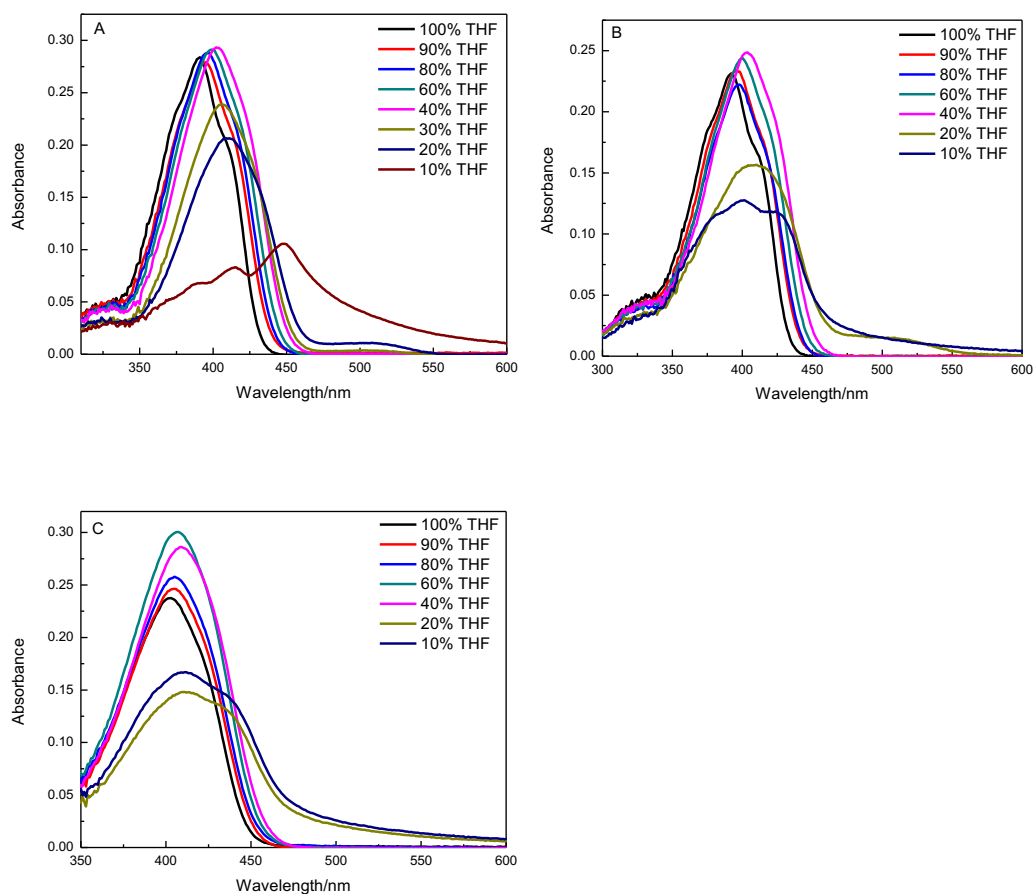 A
0.30
0.25
0.20
0.15
0.10
0.05
0.00
Absorbance
350
400
450
500
550
600
Wavelength/nm
100% THF
90% THF
80% THF
60% THF
40% THF
30% THF
20% THF
10% THF
B
0.25
0.20
0.15
0.10
0.05
0.00
Absorbance
300
350
400
450
500
550
600
Wavelength/nm
100% THF
90% THF
80% THF
60% THF
40% THF
20% THF
10% THF
C
0.30
0.25
0.20
0.15
0.10
0.05
0.00
Absorbance
350
400
450
500
550
600
Wavelength/nm
100% THF
90% THF
80% THF
60% THF
40% THF
20% THF
10% THF